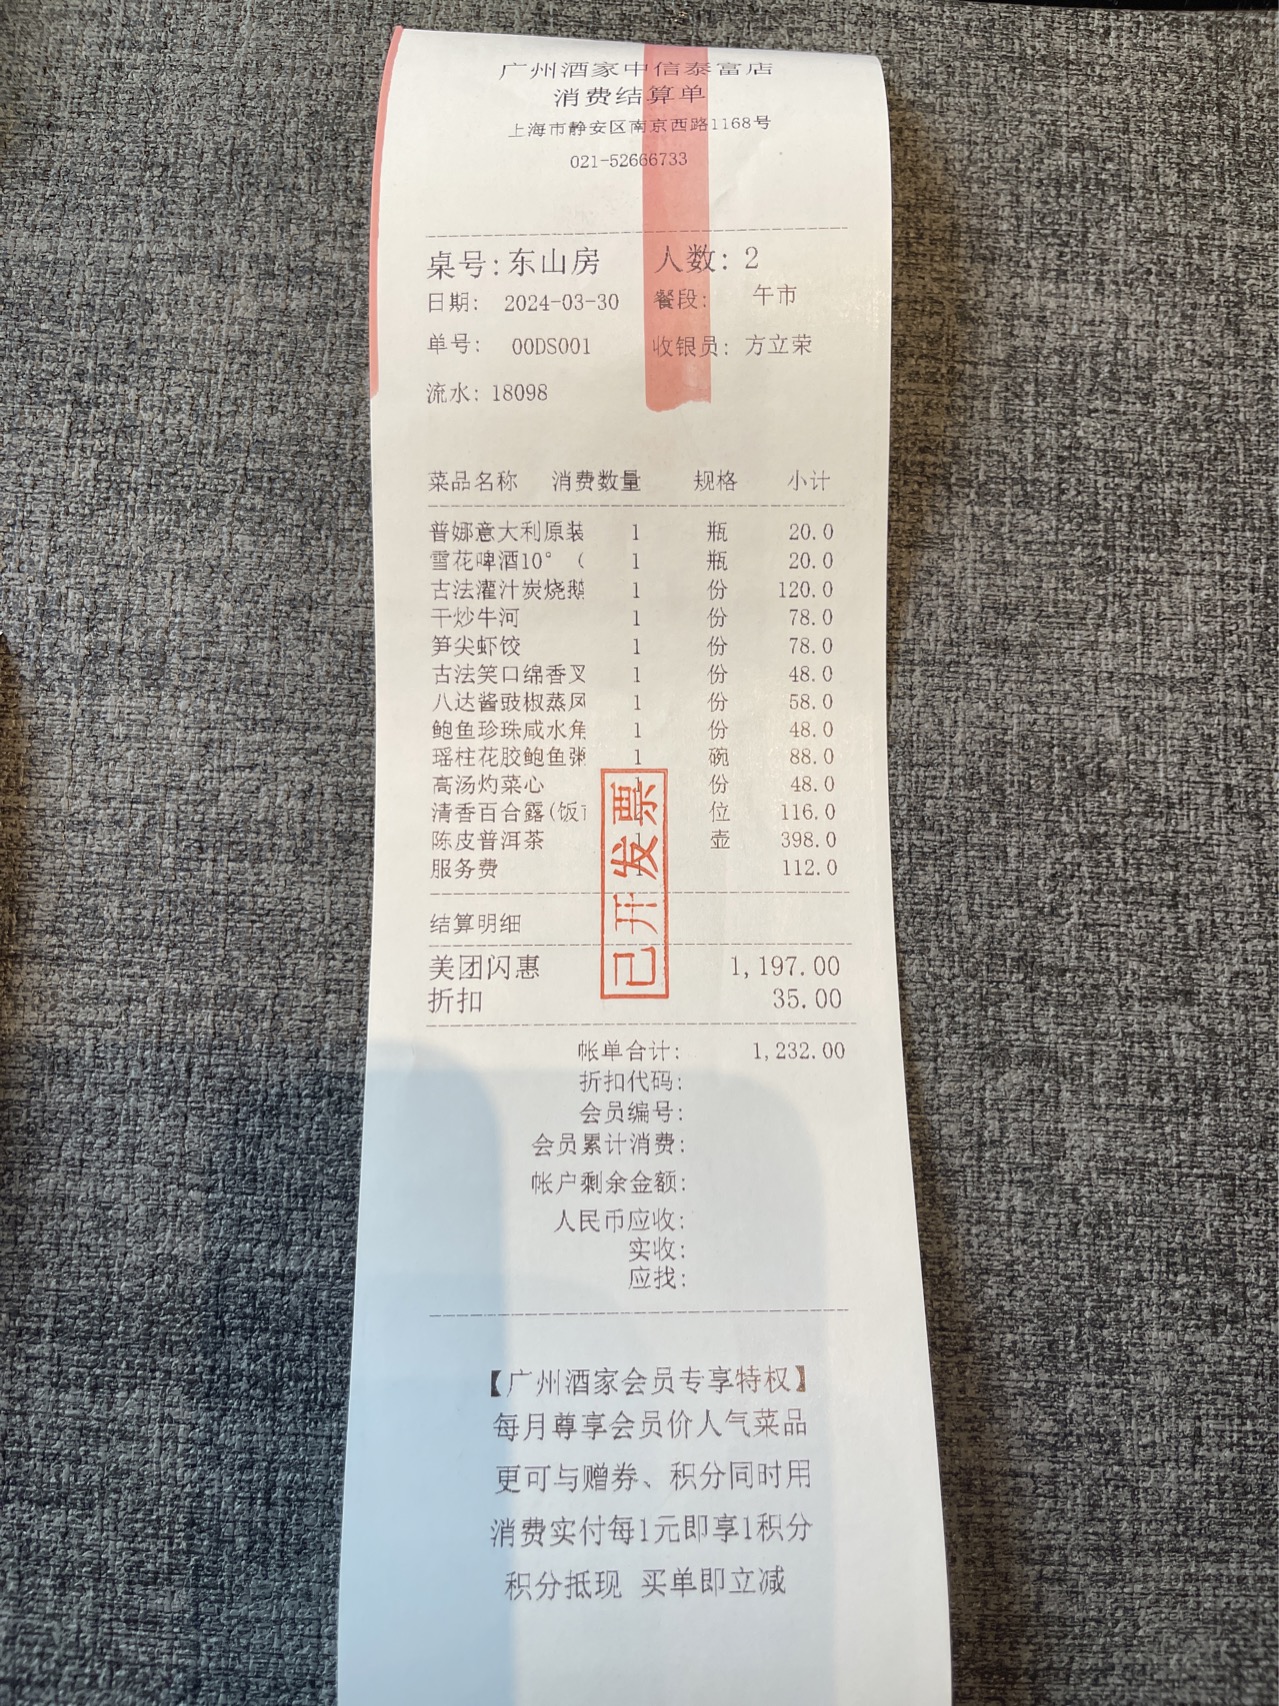 广州酒家中信泰富店
消费结算单
上海市静安区南京西路1168号
021-52666733
桌号:东山房 人数:2
日期: 2024-03-30 餐段: 午市
单号: 00DS001 收银员:方立荣
流水:18098
菜品名称 消费数量 规格 小计
普娜意大利原装 1 瓶 20.0
雪花啤酒10°( 1 瓶 20.0
古法灌汁炭烧鹅 1 份 120.0
干炒牛河 1 份 78.0
笋尖虾饺 1 份 78.0
古法笑口绵香叉 1 份 48.0
八达酱豉椒蒸凤 1 份 58.0
鲍鱼珍珠咸水角 1 份 48.0
瑶柱花胶鲍鱼粥 1 碗 88.0
高汤灼菜心 1 份 48.0
清香百合露(饭 位 116.0
陈皮普洱茶 1 壶 398.0
服务费 1 112.0
已开发票
结算明细
美团闪惠 1,197.00
折扣 35.00
帐单合计: 1,232.00
折扣代码:
会员编号:
会员累计消费:
帐户剩余金额:
人民币应收:
实收:
应找:
【广州酒家会员专享特权】
每月尊享会员价人气菜品
更可与赠券、积分同时用
消费实付每1元即享1积分
积分抵现 买单即立减